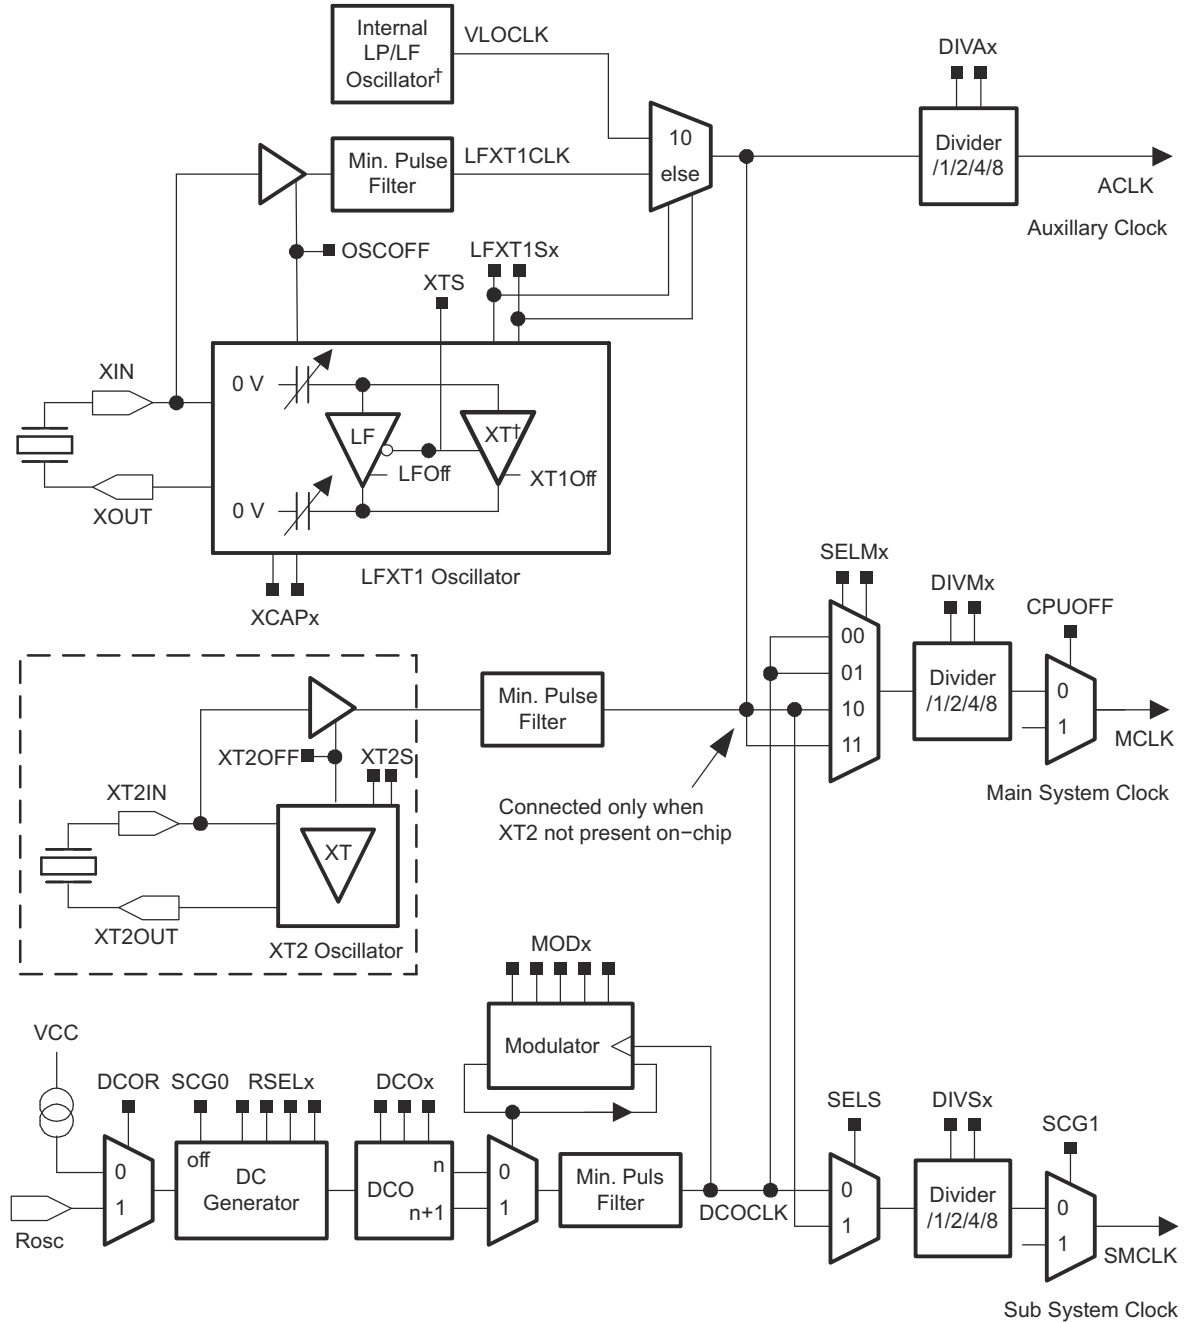 Internal
LP/LF
Oscillator†
VLOCLK
DIVAx
10
else
Divider
/1/2/4/8
Min. Pulse
Filter
LFXT1CLK
ACLK
Auxillary Clock
OSCOFF
LFXT1Sx
XTS
XIN
0 V
LF
XT†
LFOff
XT1Off
0 V
XOUT
LFXT1 Oscillator
XCAPx
SELMx
DIVMx
CPUOFF
00
01
10
11
Divider
/1/2/4/8
0
1
MCLK
Main System Clock
Min. Pulse
Filter
XT2OFF
XT2S
XT2IN
XT
XT2OUT
XT2 Oscillator
Connected only when
XT2 not present on−chip
MODx
Modulator
VCC
DCOR
SCG0
RSELx
DCOx
0
1
off
DC
Generator
DCO
n
n+1
0
1
Min. Puls
Filter
DCOCLK
Rosc
SELS
DIVSx
SCG1
0
1
Divider
/1/2/4/8
0
1
SMCLK
Sub System Clock